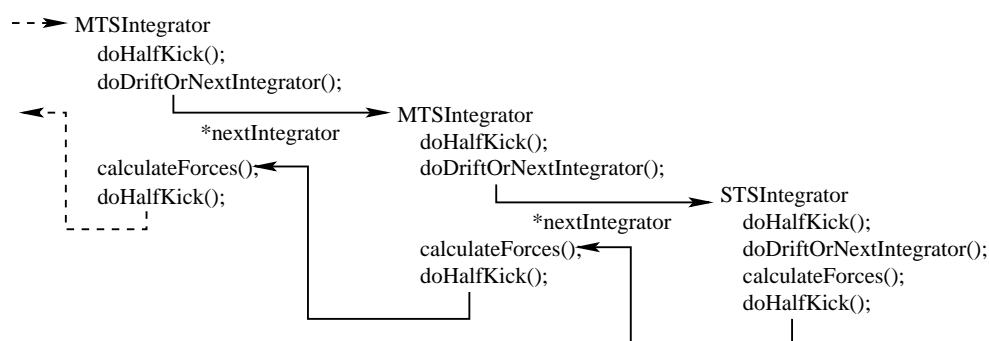 MTSIntegrator
doHalfKick();
doDriftOrNextIntegrator();
*nextIntegrator
calculateForces();
doHalfKick();
MTSIntegrator
doHalfKick();
doDriftOrNextIntegrator();
*nextIntegrator
calculateForces();
doHalfKick();
STSIntegrator
doHalfKick();
doDriftOrNextIntegrator();
calculateForces();
doHalfKick();